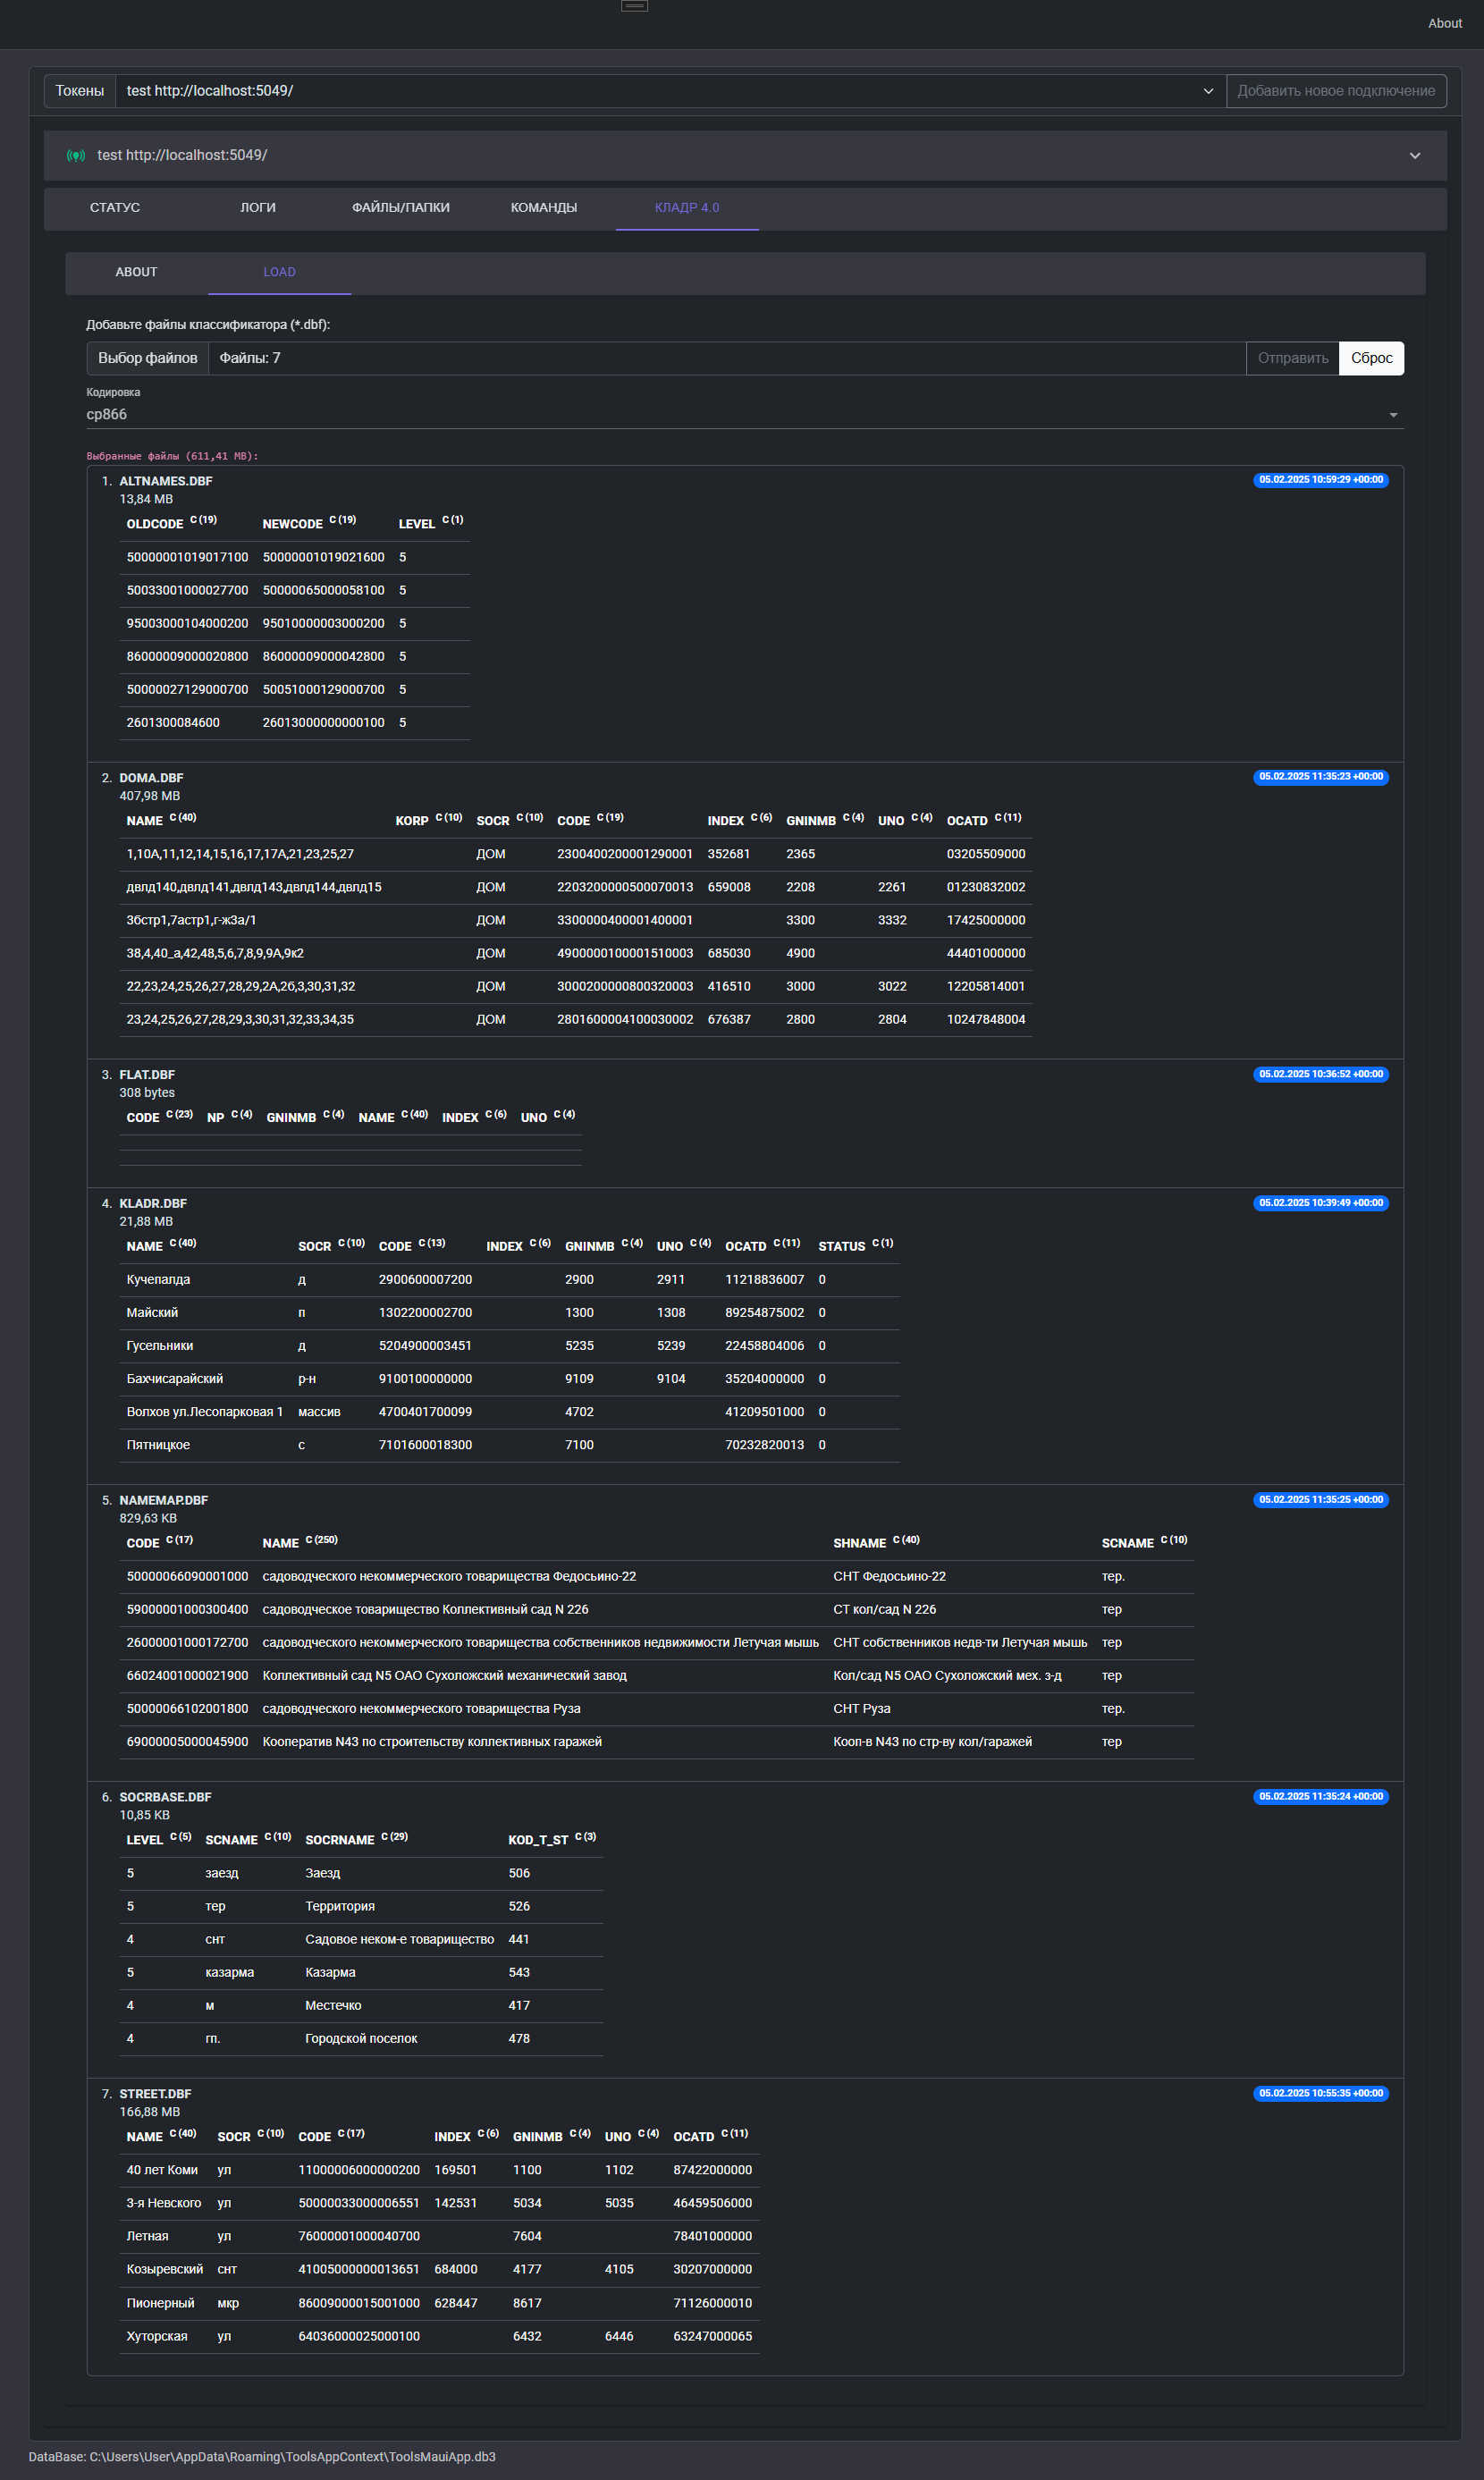 About
Токены test http://localhost:5049/ Добавить новое подключение
test http://localhost:5049/
СТАТУС ЛОГИ ФАЙЛЫ/ПАПКИ КОМАНДЫ КЛАДР 4.0
ABOUT LOAD
Добавьте файлы классификатора (*.dbf):
Выбор файлов Файлы: 7 Отправить Сброс
Кодировка
cp866
Выбранные файлы (611,41 MB):
1. ALTNAMES.DBF 05.02.2025 10:59:29 +00:00
13,84 MB
OLDCODE C (19) NEWCODE C (19) LEVEL C (1)
50000001019017100 50000001019021600 5
50033001000027700 50000065000058100 5
95003000104000200 95010000003000200 5
86000009000020800 86000009000042800 5
50000027129000700 50051000129000700 5
2601300084600 26013000000000100 5
2. DOMA.DBF 05.02.2025 11:35:23 +00:00
407,98 MB
NAME C (40) KORP C (10) SOCR C (10) CODE C (19) INDEX C (6) GNINMB C (4) UNO C (4) OCATD C (11)
1,10А,11,12,14,15,16,17,17А,21,23,25,27 ДОМ 2300400200001290001 352681 2365 03205509000
двлд140,двлд141,двлд143,двлд144,двлд15 ДОМ 2203200000500070013 659008 2208 2261 01230832002
3бстр1,7астр1,г-ж3а/1 ДОМ 3300000400001400001 3300 3332 17425000000
38,4,40_а,42,48,5,6,7,8,9,9А,9к2 ДОМ 4900000100001510003 685030 4900 44401000000
22,23,24,25,26,27,28,29,2А,2б,3,30,31,32 ДОМ 3000200000800320003 416510 3000 3022 12205814001
23,24,25,26,27,28,29,3,30,31,32,33,34,35 ДОМ 2801600004100030002 676387 2800 2804 10247848004
3. FLAT.DBF 05.02.2025 10:36:52 +00:00
308 bytes
CODE C (23) NP C (4) GNINMB C (4) NAME C (40) INDEX C (6) UNO C (4)
4. KLADR.DBF 05.02.2025 10:39:49 +00:00
21,88 MB
NAME C (40) SOCR C (10) CODE C (13) INDEX C (6) GNINMB C (4) UNO C (4) OCATD C (11) STATUS C (1)
Кучепалда д 2900600007200 2900 2911 11218836007 0
Майский п 1302200002700 1300 1308 89254875002 0
Гусельники д 5204900003451 5235 5239 22458804006 0
Бахчисарайский р-н 9100100000000 9109 9104 35204000000 0
Волхов ул.Лесопарковая 1 массив 4700401700099 4702 41209501000 0
Пятницкое с 7101600018300 7100 70232820013 0
5. NAMEMAP.DBF 05.02.2025 11:35:25 +00:00
829,63 KB
CODE C (17) NAME C (250) SHNAME C (40) SCNAME C (10)
50000066090001000 садоводческого некоммерческого товарищества Федосьино-22 СНТ Федосьино-22 тер.
59000001000300400 садоводческое товарищество Коллективный сад N 226 СТ кол/сад N 226 тер
26000001000172700 садоводческого некоммерческого товарищества собственников недвижимости Летучая мышь СНТ собственников недв-ти Летучая мышь тер
66024001000021900 Коллективный сад N5 ОАО Сухоложский механический завод Кол/сад N5 ОАО Сухоложский мех. з-д тер
50000066102001800 садоводческого некоммерческого товарищества Руза СНТ Руза тер.
69000005000045900 Кооператив N43 по строительству коллективных гаражей Кооп-в N43 по стр-ву кол/гаражей тер
6. SOCRBASE.DBF 05.02.2025 11:35:24 +00:00
10,85 KB
LEVEL C (5) SCNAME C (10) SOCRNAME C (29) KOD_T_ST C (3)
5 заезд Заезд 506
5 тер Территория 526
4 снт Садовое неком-е товарищество 441
5 казарма Казарма 543
4 м Местечко 417
4 гп. Городской поселок 478
7. STREET.DBF 05.02.2025 10:55:35 +00:00
166,88 MB
NAME C (40) SOCR C (10) CODE C (17) INDEX C (6) GNINMB C (4) UNO C (4) OCATD C (11)
40 лет Коми ул 11000006000000200 169501 1100 1102 87422000000
3-я Невского ул 50000033000006551 142531 5034 5035 46459506000
Летная ул 76000001000040700 7604 78401000000
Козыревский снт 41005000000013651 684000 4177 4105 30207000000
Пионерный мкр 86009000015001000 628447 8617 71126000010
Хуторская ул 64036000025000100 6432 6446 63247000065
DataBase: C:\Users\User\AppData\Roaming\ToolsAppContext\ToolsMauiApp.db3